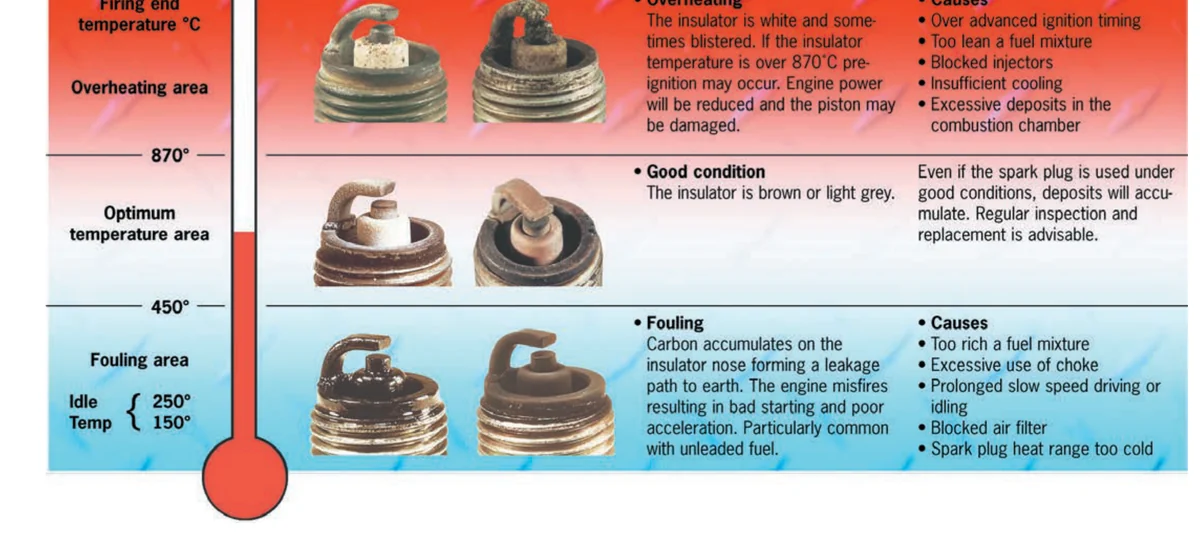 Firing end
temperature °C
Overheating area
• Overheating
The insulator is white and some-
times blistered. If the insulator
temperature is over 870°C pre-
ignition may occur. Engine power
will be reduced and the piston may
be damaged.
• Causes
• Over advanced ignition timing
• Too lean a fuel mixture
• Blocked injectors
• Insufficient cooling
• Excessive deposits in the
combustion chamber
870°
Optimum
temperature area
• Good condition
The insulator is brown or light grey.
Even if the spark plug is used under
good conditions, deposits will accu-
mulate. Regular inspection and
replacement is advisable.
450°
Fouling area
Idle { 250°
Temp 150°
• Fouling
Carbon accumulates on the
insulator nose forming a leakage
path to earth. The engine misfires
resulting in bad starting and poor
acceleration. Particularly common
with unleaded fuel.
• Causes
• Too rich a fuel mixture
• Excessive use of choke
• Prolonged slow speed driving or
idling
• Blocked air filter
• Spark plug heat range too cold